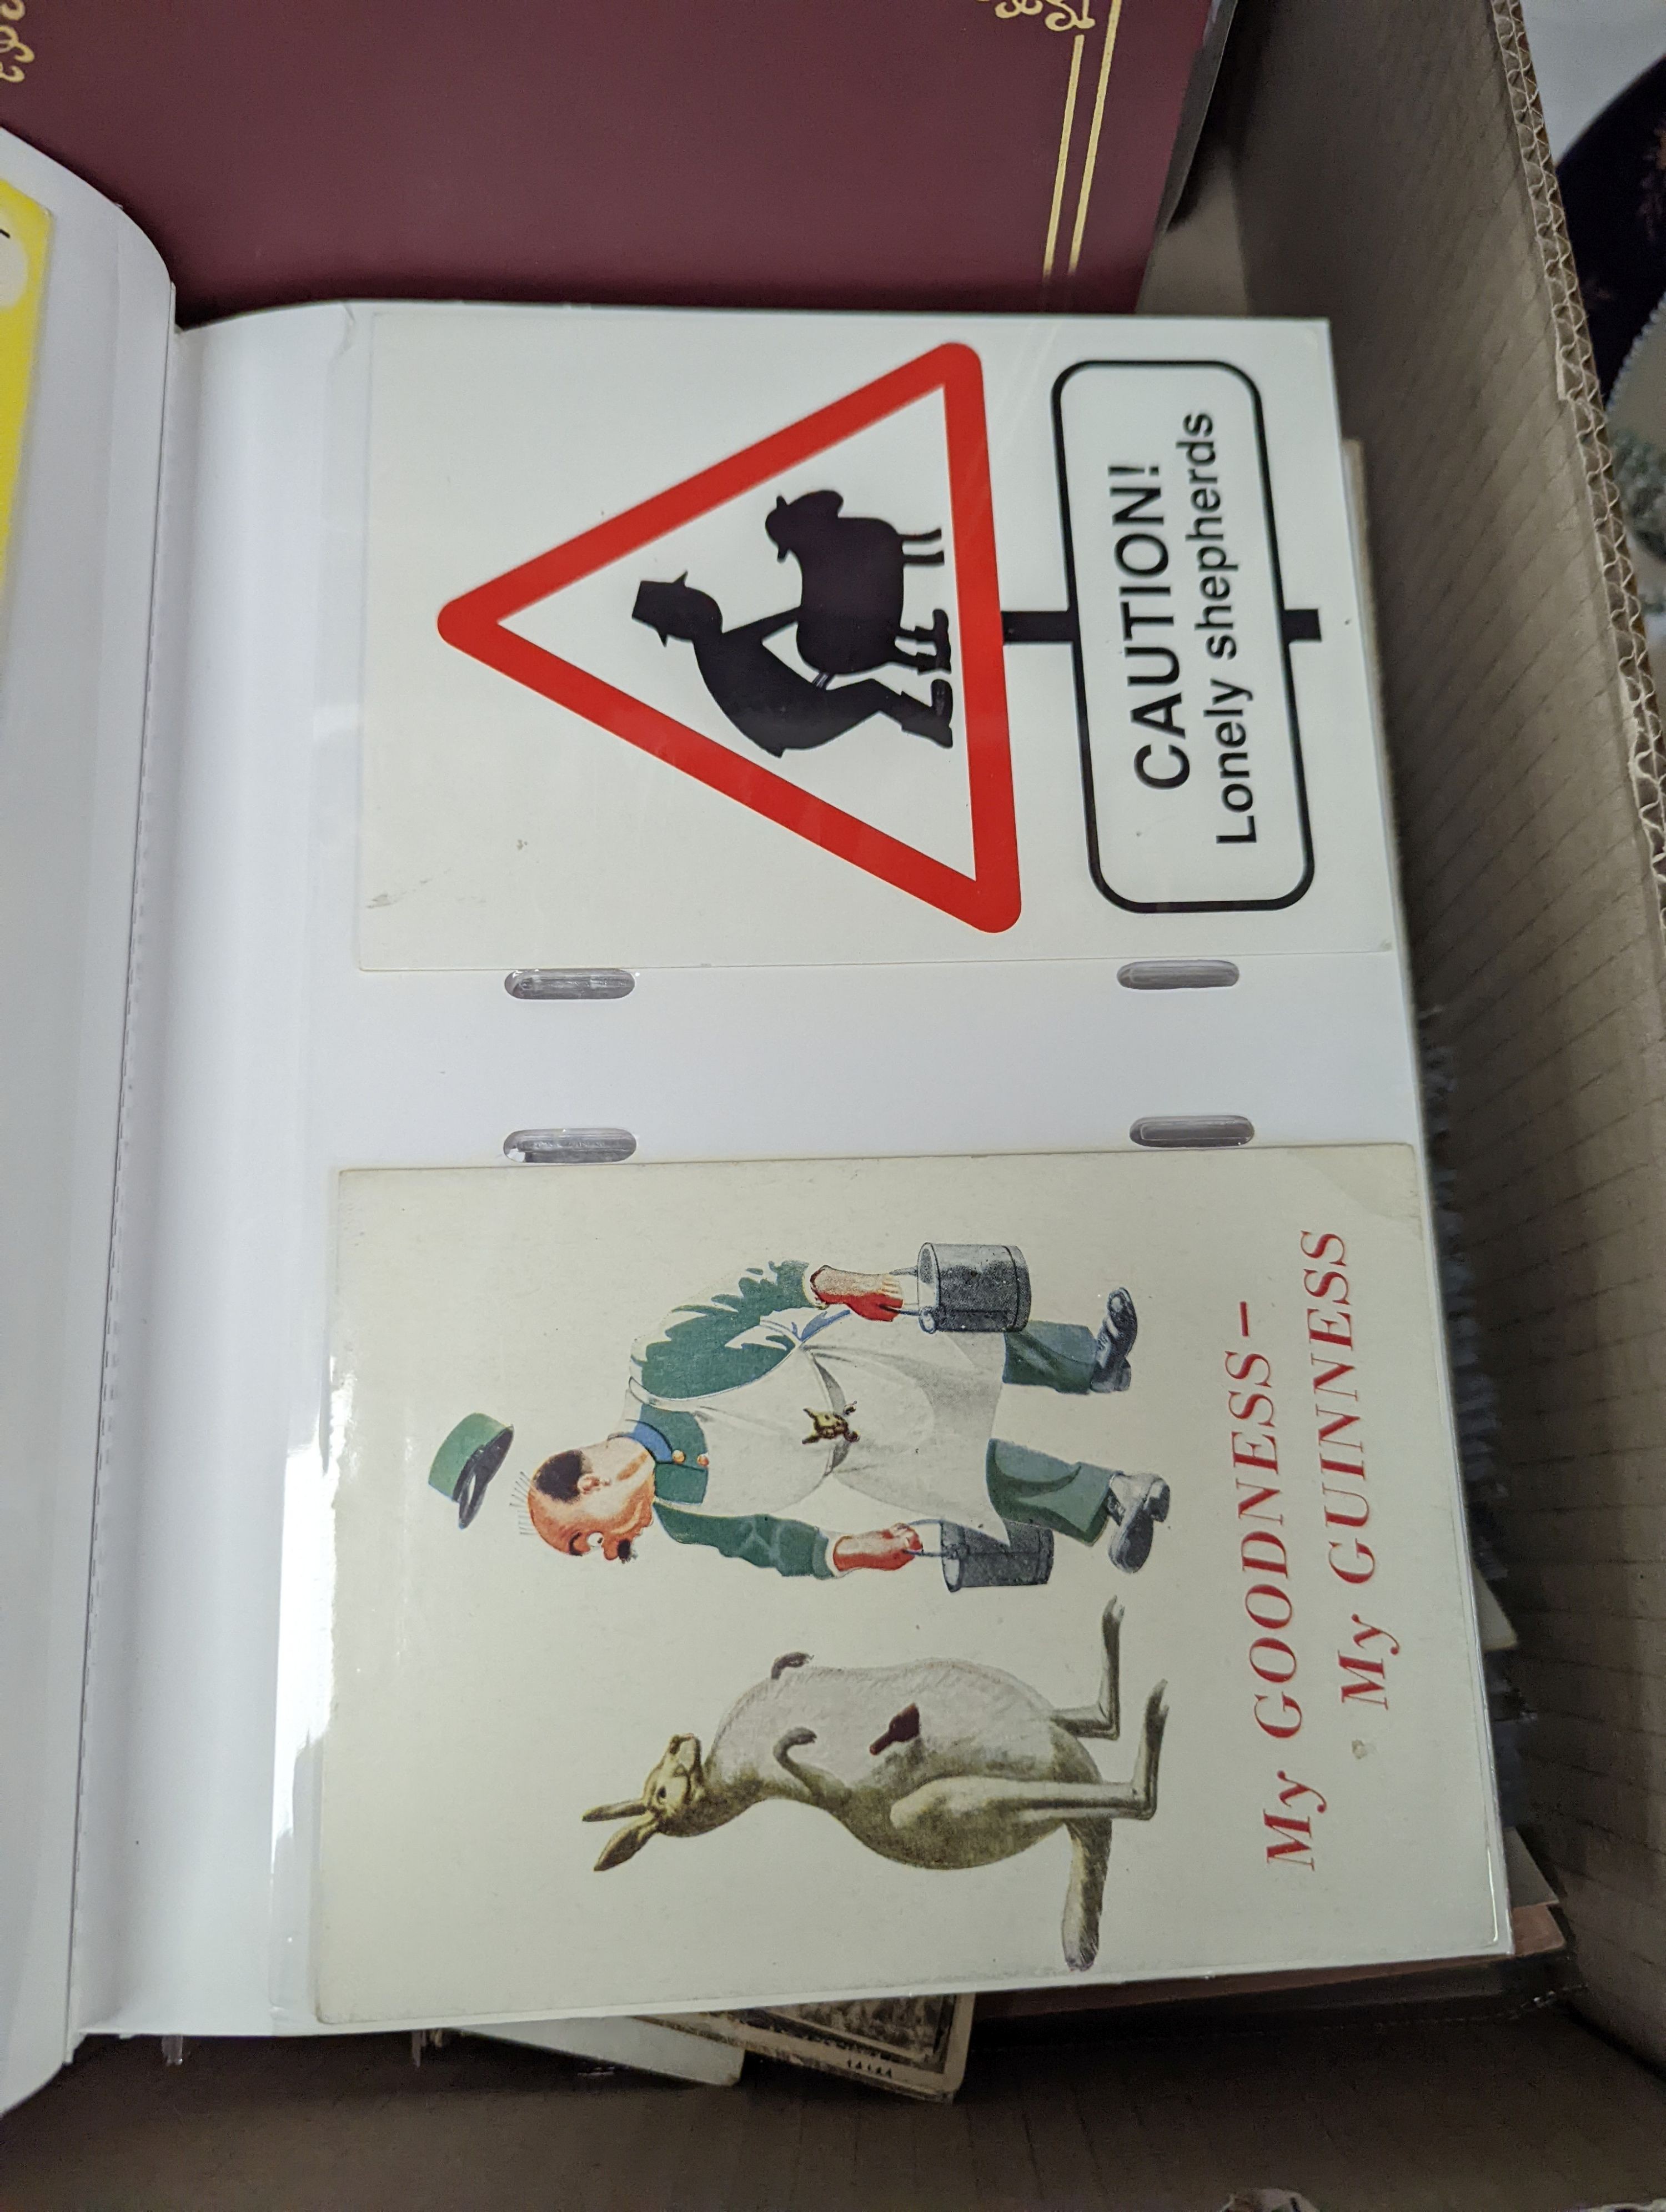 CAUTION!
Lonely shepherds
My GOODNESS-
My GUINNESS